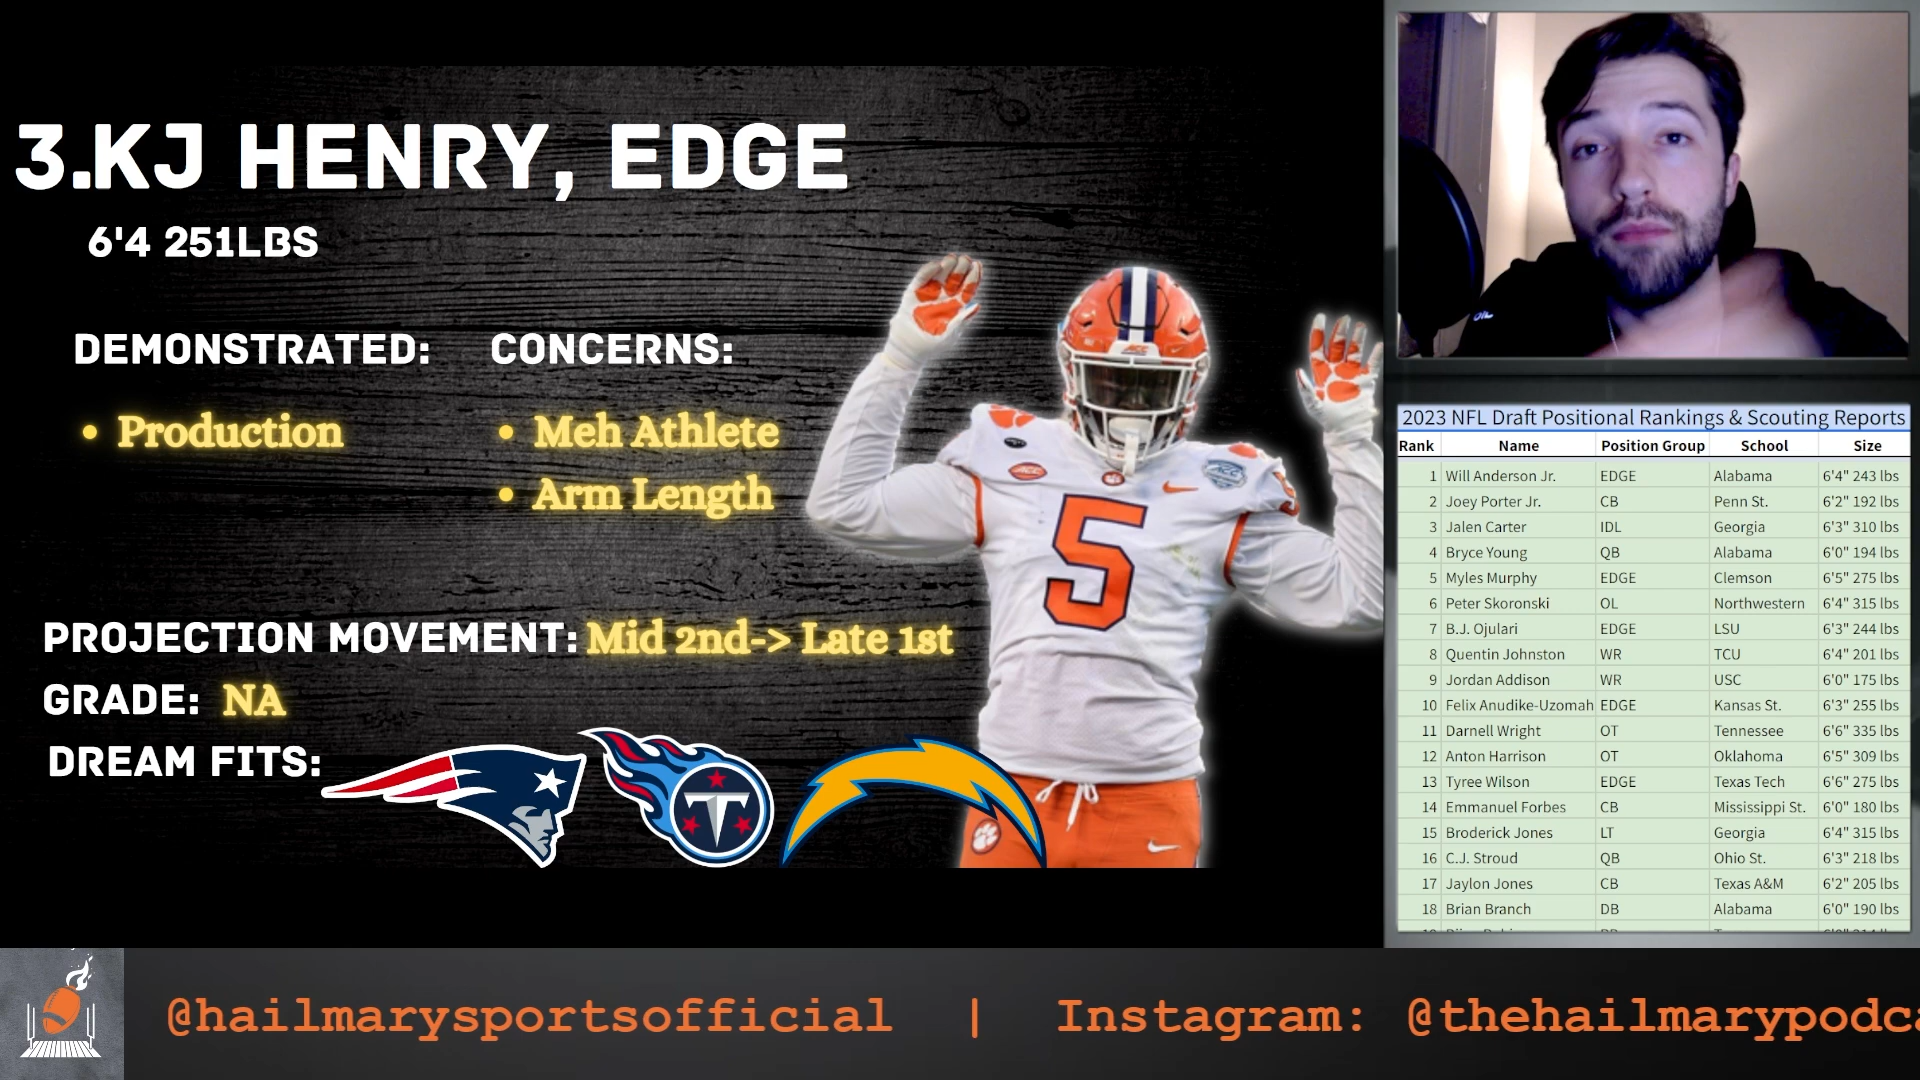 3.KJ HENRY, EDGE
6'4 251LBS
DEMONSTRATED:
• Production
CONCERNS:
• Meh Athlete
• Arm Length
PROJECTION MOVEMENT: Mid 2nd-> Late 1st
GRADE: NA
DREAM FITS:
T
ACC
5
2023 NFL Draft Positional Rankings & Scouting Reports
Rank Name Position Group School Size
1 Will Anderson Jr. EDGE Alabama 6'4" 243 lbs
2 Joey Porter Jr. CB Penn St. 6'2" 192 lbs
3 Jalen Carter IDL Georgia 6'3" 310 lbs
4 Bryce Young QB Alabama 6'0" 194 lbs
5 Myles Murphy EDGE Clemson 6'5" 275 lbs
6 Peter Skoronski OL Northwestern 6'4" 315 lbs
7 B.J. Ojulari EDGE LSU 6'3" 244 lbs
8 Quentin Johnston WR TCU 6'4" 201 lbs
9 Jordan Addison WR USC 6'0" 175 lbs
10 Felix Anudike-Uzomah EDGE Kansas St. 6'3" 255 lbs
11 Darnell Wright OT Tennessee 6'6" 335 lbs
12 Anton Harrison OT Oklahoma 6'5" 309 lbs
13 Tyree Wilson EDGE Texas Tech 6'6" 275 lbs
14 Emmanuel Forbes CB Mississippi St. 6'0" 180 lbs
15 Broderick Jones LT Georgia 6'4" 315 lbs
16 C.J. Stroud QB Ohio St. 6'3" 218 lbs
17 Jaylon Jones CB Texas A&M 6'2" 205 lbs
18 Brian Branch DB Alabama 6'0" 190 lbs
@hailmarysportsofficial | Instagram: @thehailmarypodca